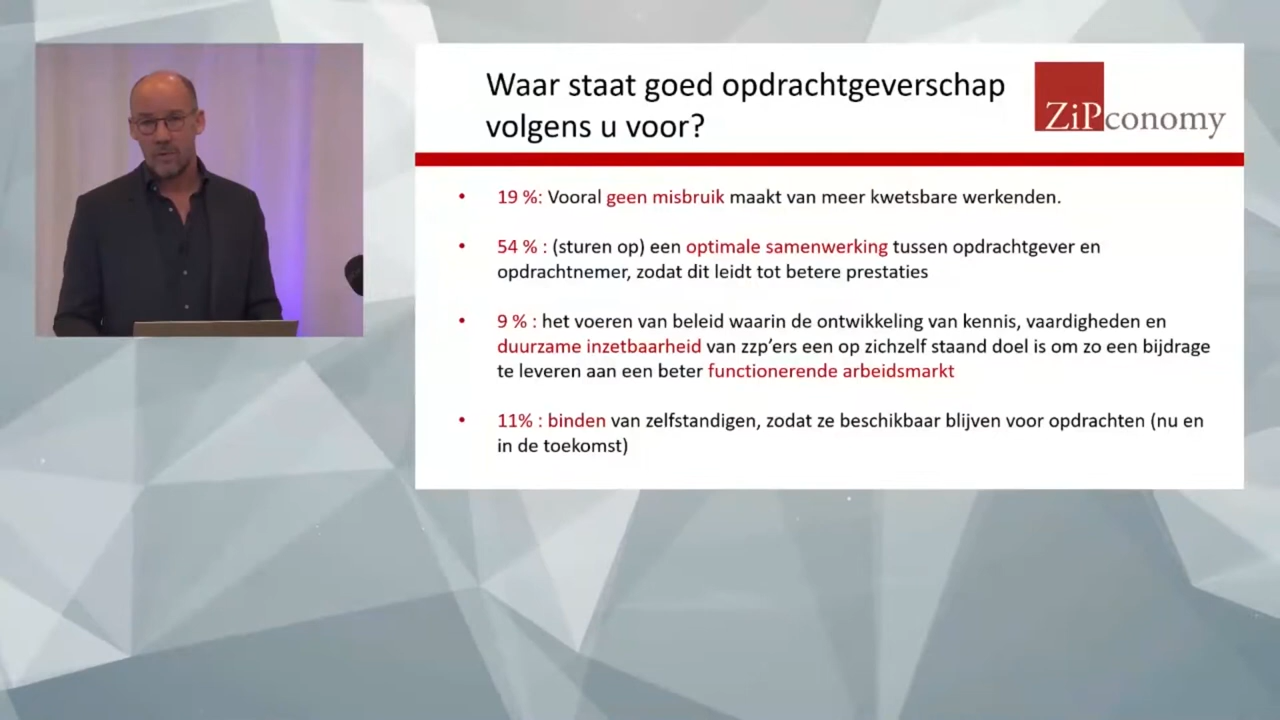 Waar staat goed opdrachtgeverschap
volgens u voor?
ZiPconomy
• 19 %: Vooral geen misbruik maakt van meer kwetsbare werkenden.
• 54 % : (sturen op) een optimale samenwerking tussen opdrachtgever en
opdrachtnemer, zodat dit leidt tot betere prestaties
• 9 % : het voeren van beleid waarin de ontwikkeling van kennis, vaardigheden en
duurzame inzetbaarheid van zzp’ers een op zichzelf staand doel is om zo een bijdrage
te leveren aan een beter functionerende arbeidsmarkt
• 11% : binden van zelfstandigen, zodat ze beschikbaar blijven voor opdrachten (nu en
in de toekomst)